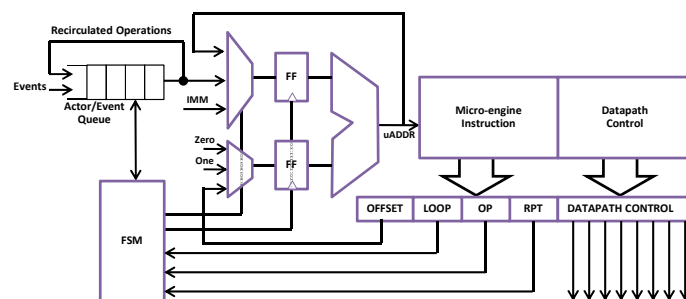 Recirculated Operations
Events
Actor/Event
Queue
IMM
Zero
One
FF
FF
uADDR
Micro-engine
Instruction
Datapath
Control
OFFSET
LOOP
OP
RPT
DATAPATH CONTROL
FSM